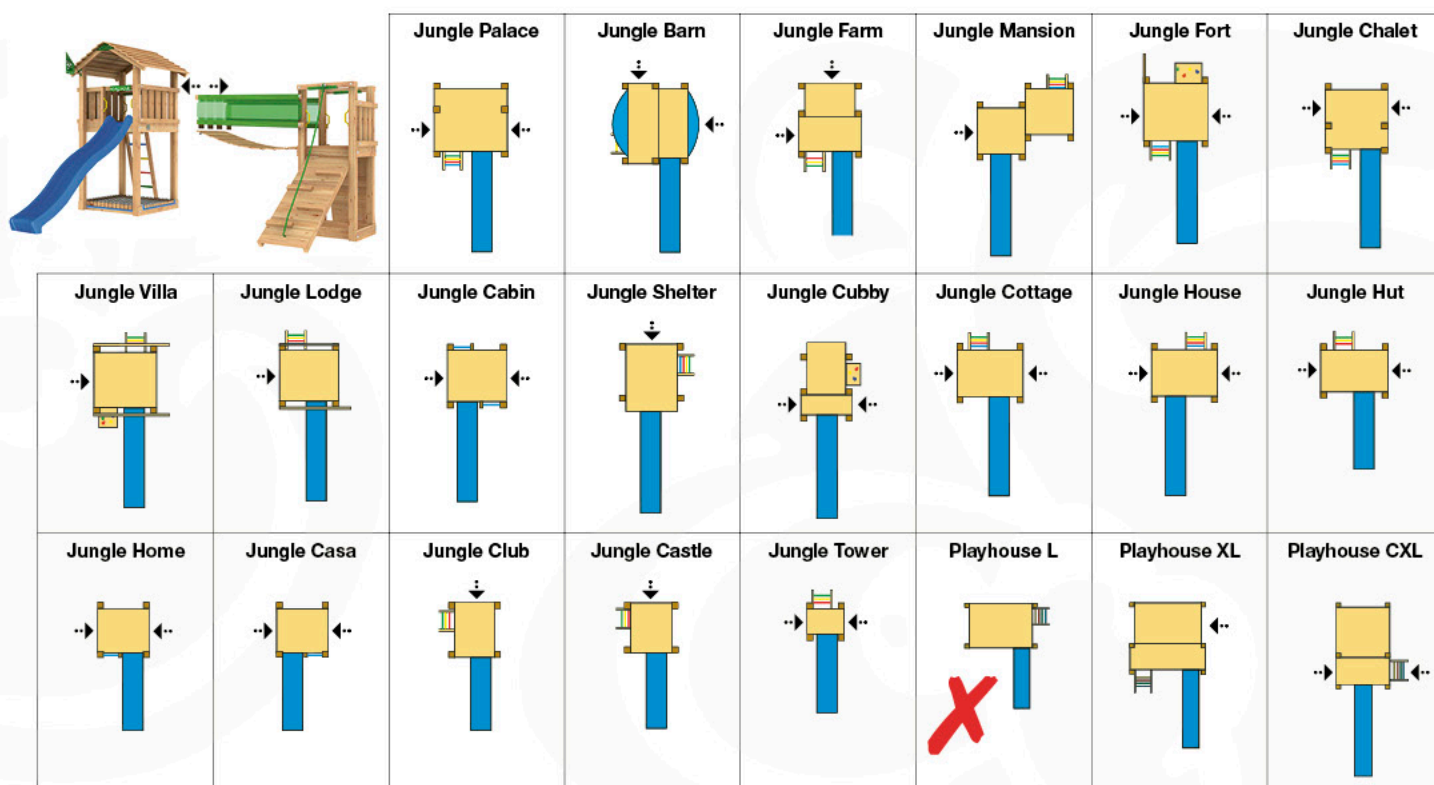 Jungle Palace
Jungle Barn
Jungle Farm
Jungle Mansion
Jungle Fort
Jungle Chalet
Jungle Villa
Jungle Lodge
Jungle Cabin
Jungle Shelter
Jungle Cubby
Jungle Cottage
Jungle House
Jungle Hut
Jungle Home
Jungle Casa
Jungle Club
Jungle Castle
Jungle Tower
Playhouse L
Playhouse XL
Playhouse CXL